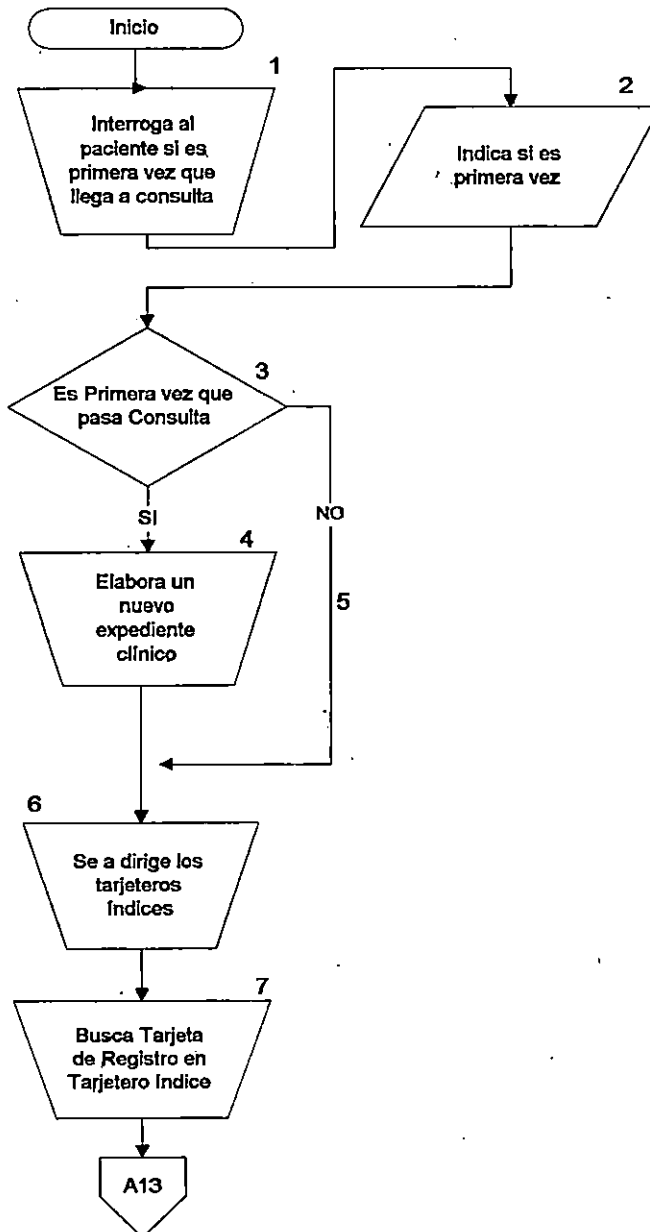 Inicio
1
Interroga al
paciente si es
primera vez que
llega a consulta
2
Indica si es
primera vez
3
Es Primera vez que
pasa Consulta
SI
NO
4
Elabora un
nuevo
expediente
clínico
5
6
Se a dirige los
tarjeteros
índices
7
Busca Tarjeta
de Registro en
Tarjetero Indice
A13